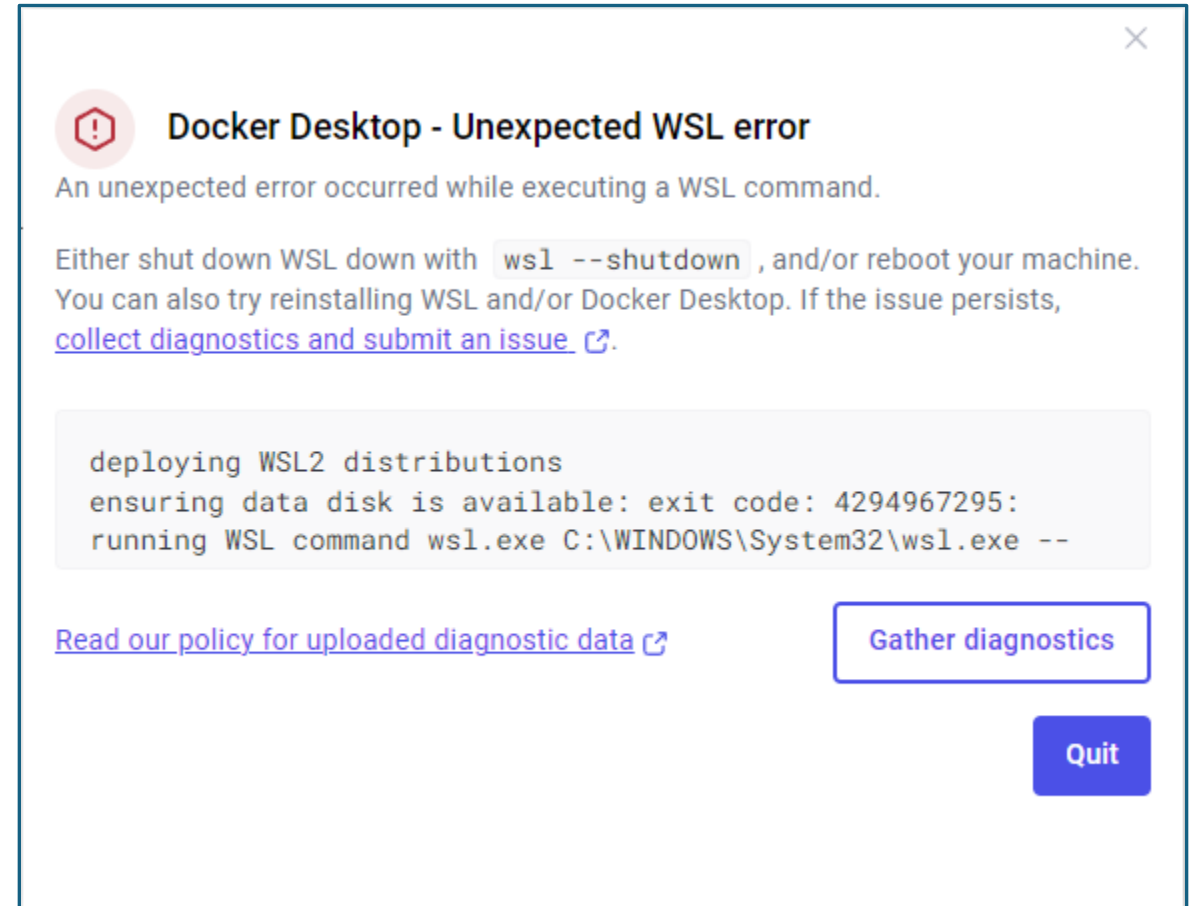 Docker Desktop - Unexpected WSL error
An unexpected error occurred while executing a WSL command.
Either shut down WSL down with wsl --shutdown , and/or reboot your machine.
You can also try reinstalling WSL and/or Docker Desktop. If the issue persists,
collect diagnostics and submit an issue .
deploying WSL2 distributions
ensuring data disk is available: exit code: 4294967295:
running WSL command wsl.exe C:\WINDOWS\System32\wsl.exe --
Read our policy for uploaded diagnostic data
Gather diagnostics
Quit